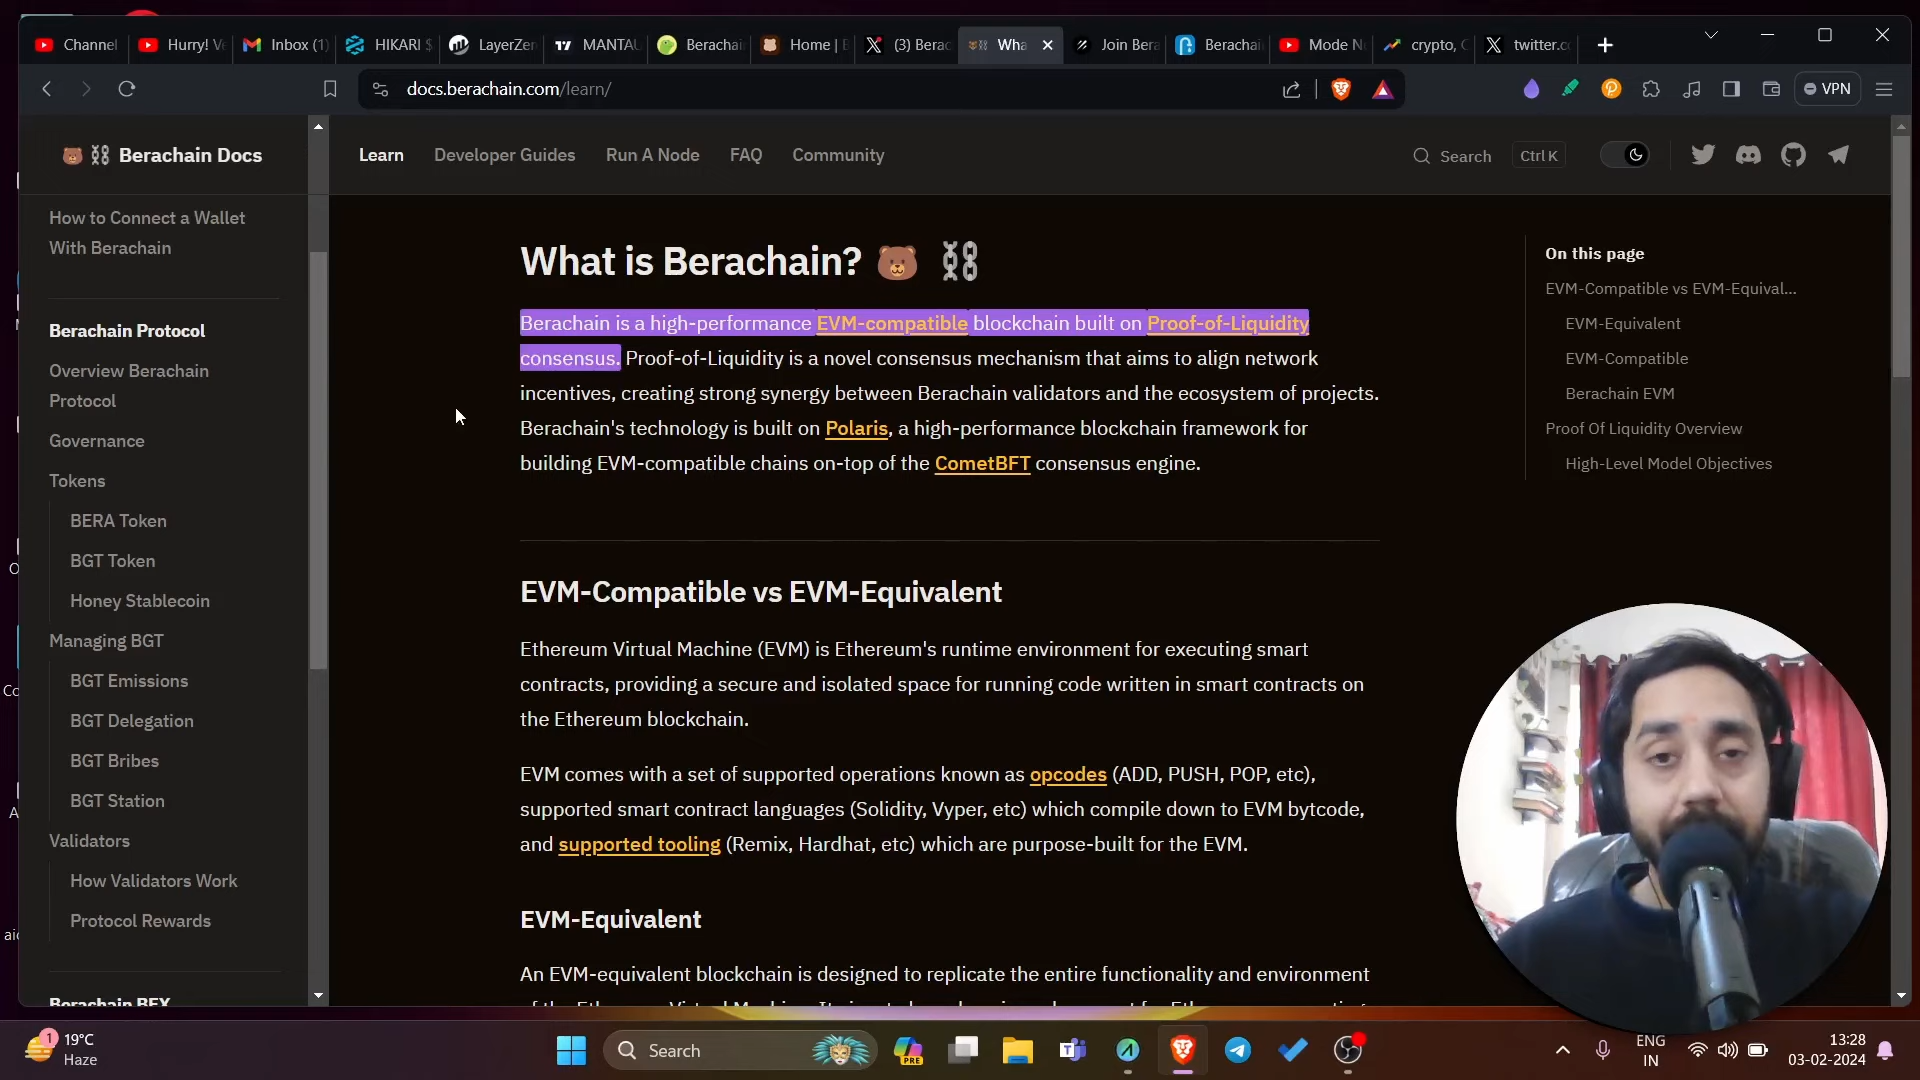 Channel
Hurry! V
Inbox (1)
HIKARI $
LayerZer
MANTAU
Berachai
Home | B
(3) Berac
Wha
Join Bera
Berachai
Mode N
crypto, C
twitter.co
docs.berachain.com/learn/
VPN
Berachain Docs
Learn
Developer Guides
Run A Node
FAQ
Community
Search
Ctrl K
How to Connect a Wallet
With Berachain
Berachain Protocol
Overview Berachain
Protocol
Governance
Tokens
BERA Token
BGT Token
Honey Stablecoin
Managing BGT
BGT Emissions
BGT Delegation
BGT Bribes
BGT Station
Validators
How Validators Work
Protocol Rewards
Berachain BEX
What is Berachain?
Berachain is a high-performance EVM-compatible blockchain built on Proof-of-Liquidity
consensus. Proof-of-Liquidity is a novel consensus mechanism that aims to align network
incentives, creating strong synergy between Berachain validators and the ecosystem of projects.
Berachain's technology is built on Polaris, a high-performance blockchain framework for
building EVM-compatible chains on-top of the CometBFT consensus engine.
EVM-Compatible vs EVM-Equivalent
Ethereum Virtual Machine (EVM) is Ethereum's runtime environment for executing smart
contracts, providing a secure and isolated space for running code written in smart contracts on
the Ethereum blockchain.
EVM comes with a set of supported operations known as opcodes (ADD, PUSH, POP, etc),
supported smart contract languages (Solidity, Vyper, etc) which compile down to EVM bytcode,
and supported tooling (Remix, Hardhat, etc) which are purpose-built for the EVM.
EVM-Equivalent
An EVM-equivalent blockchain is designed to replicate the entire functionality and environment
On this page
EVM-Compatible vs EVM-Equival...
EVM-Equivalent
EVM-Compatible
Berachain EVM
Proof Of Liquidity Overview
High-Level Model Objectives
1
19°C
Haze
Search
PRE
ENG
IN
13:28
03-02-2024